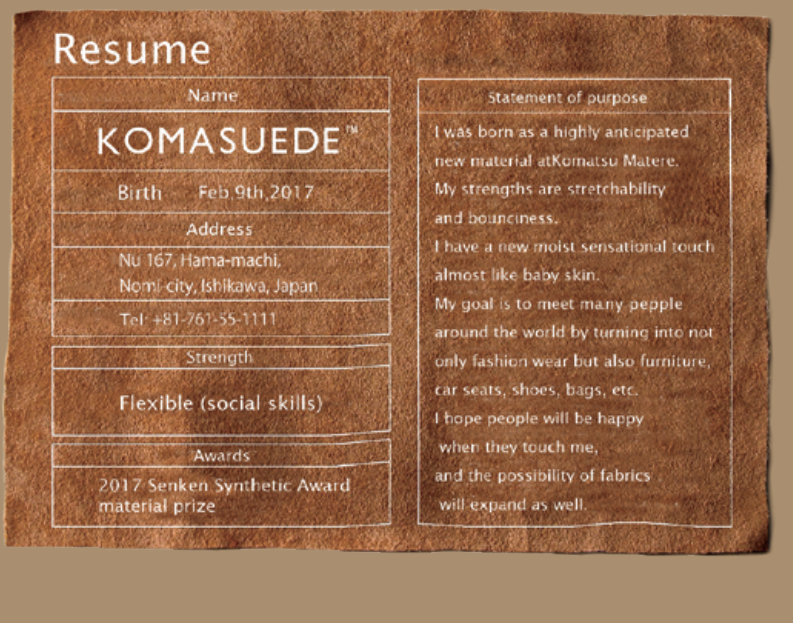 Resume
Name
KOMASUEDE™
Birth Feb.9th,2017
Address
Nu 167, Hama-machi,
Nomi-city, Ishikawa, Japan
Tel: +81-761-55-1111
Strength
Flexible (social skills)
Awards
2017 Senken Synthetic Award
material prize
Statement of purpose
I was born as a highly anticipated
new material atKomatsu Matere.
My strengths are stretchability
and bounciness.
I have a new moist sensational touch
almost like baby skin.
My goal is to meet many pepple
around the world by turning into not
only fashion wear but also furniture,
car seats, shoes, bags, etc.
I hope people will be happy
when they touch me,
and the possibility of fabrics
will expand as well.